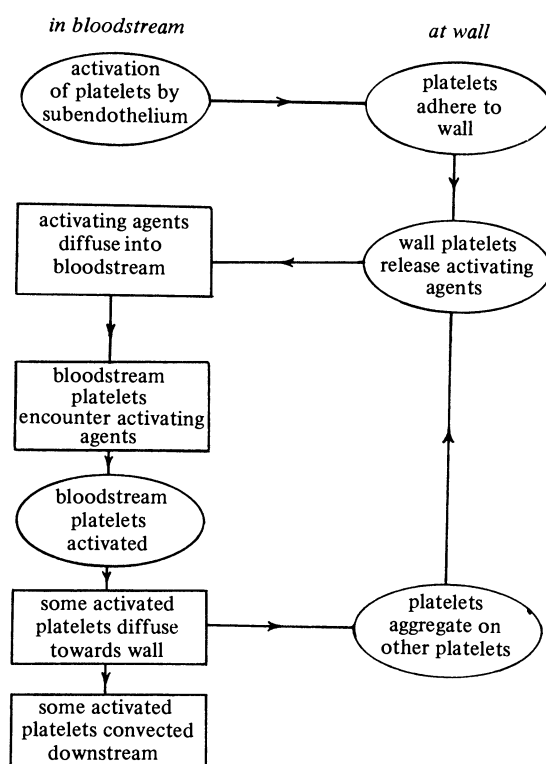 in bloodstream
at wall
activation
of platelets by
subendothelium
platelets
adhere to
wall
activating agents
diffuse into
bloodstream
wall platelets
release activating
agents
bloodstream
platelets
encounter activating
agents
bloodstream
platelets
activated
some activated
platelets diffuse
towards wall
platelets
aggregate on
other platelets
some activated
platelets convected
downstream